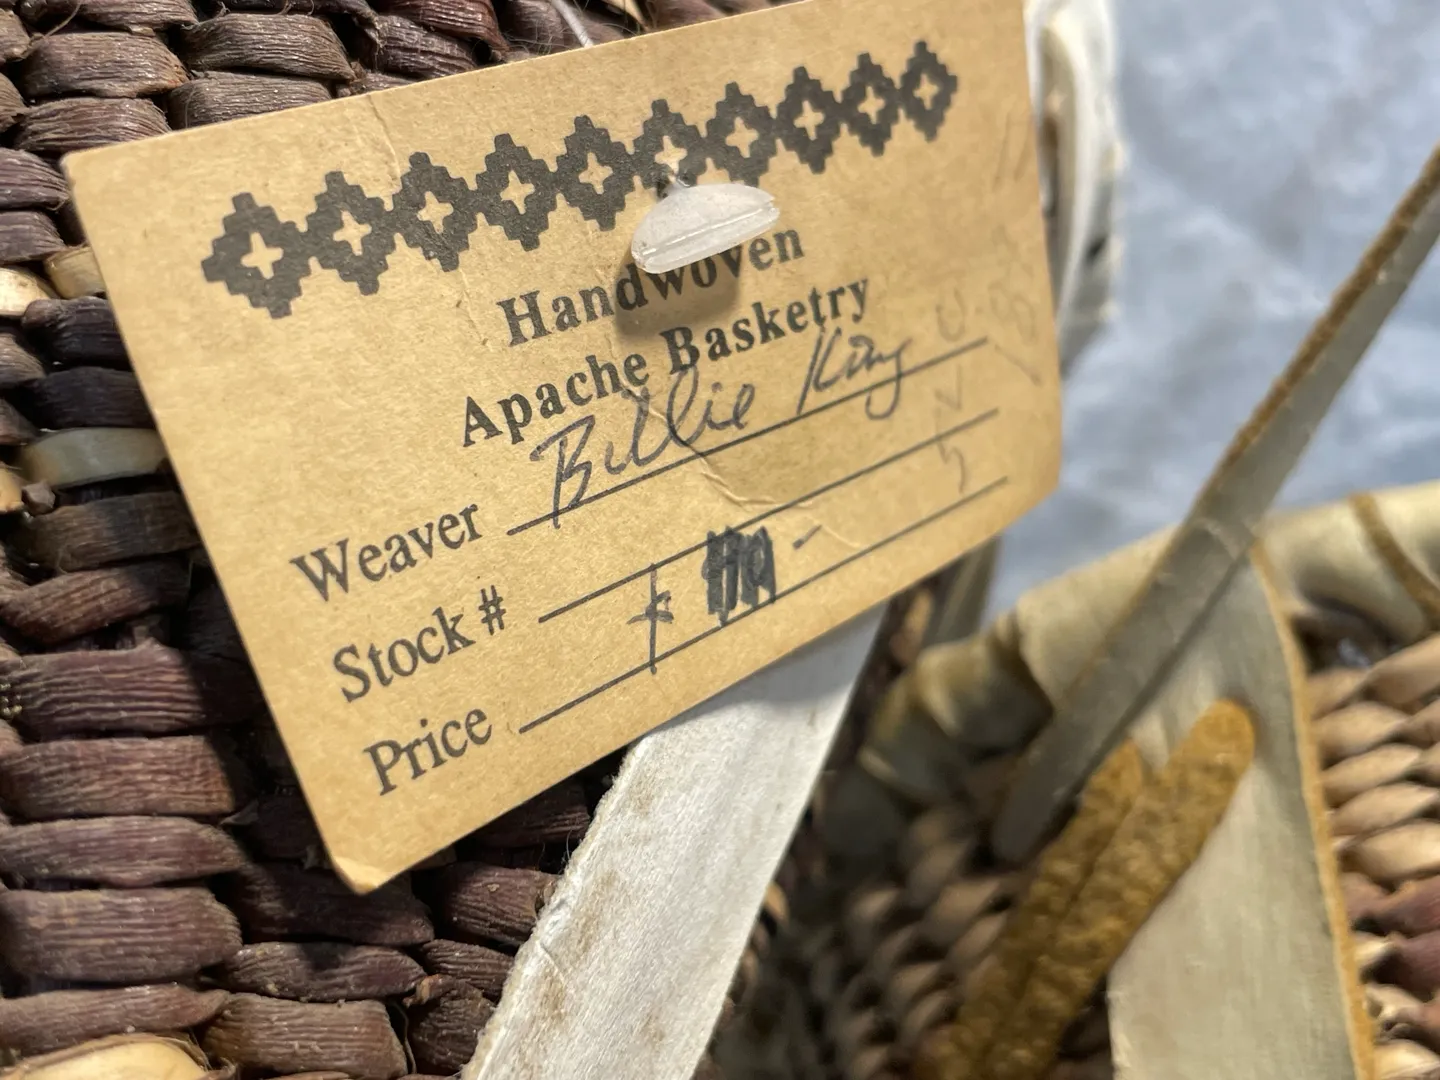 Handwoven
Apache Basketry
Weaver Billie King
Stock #
Price $